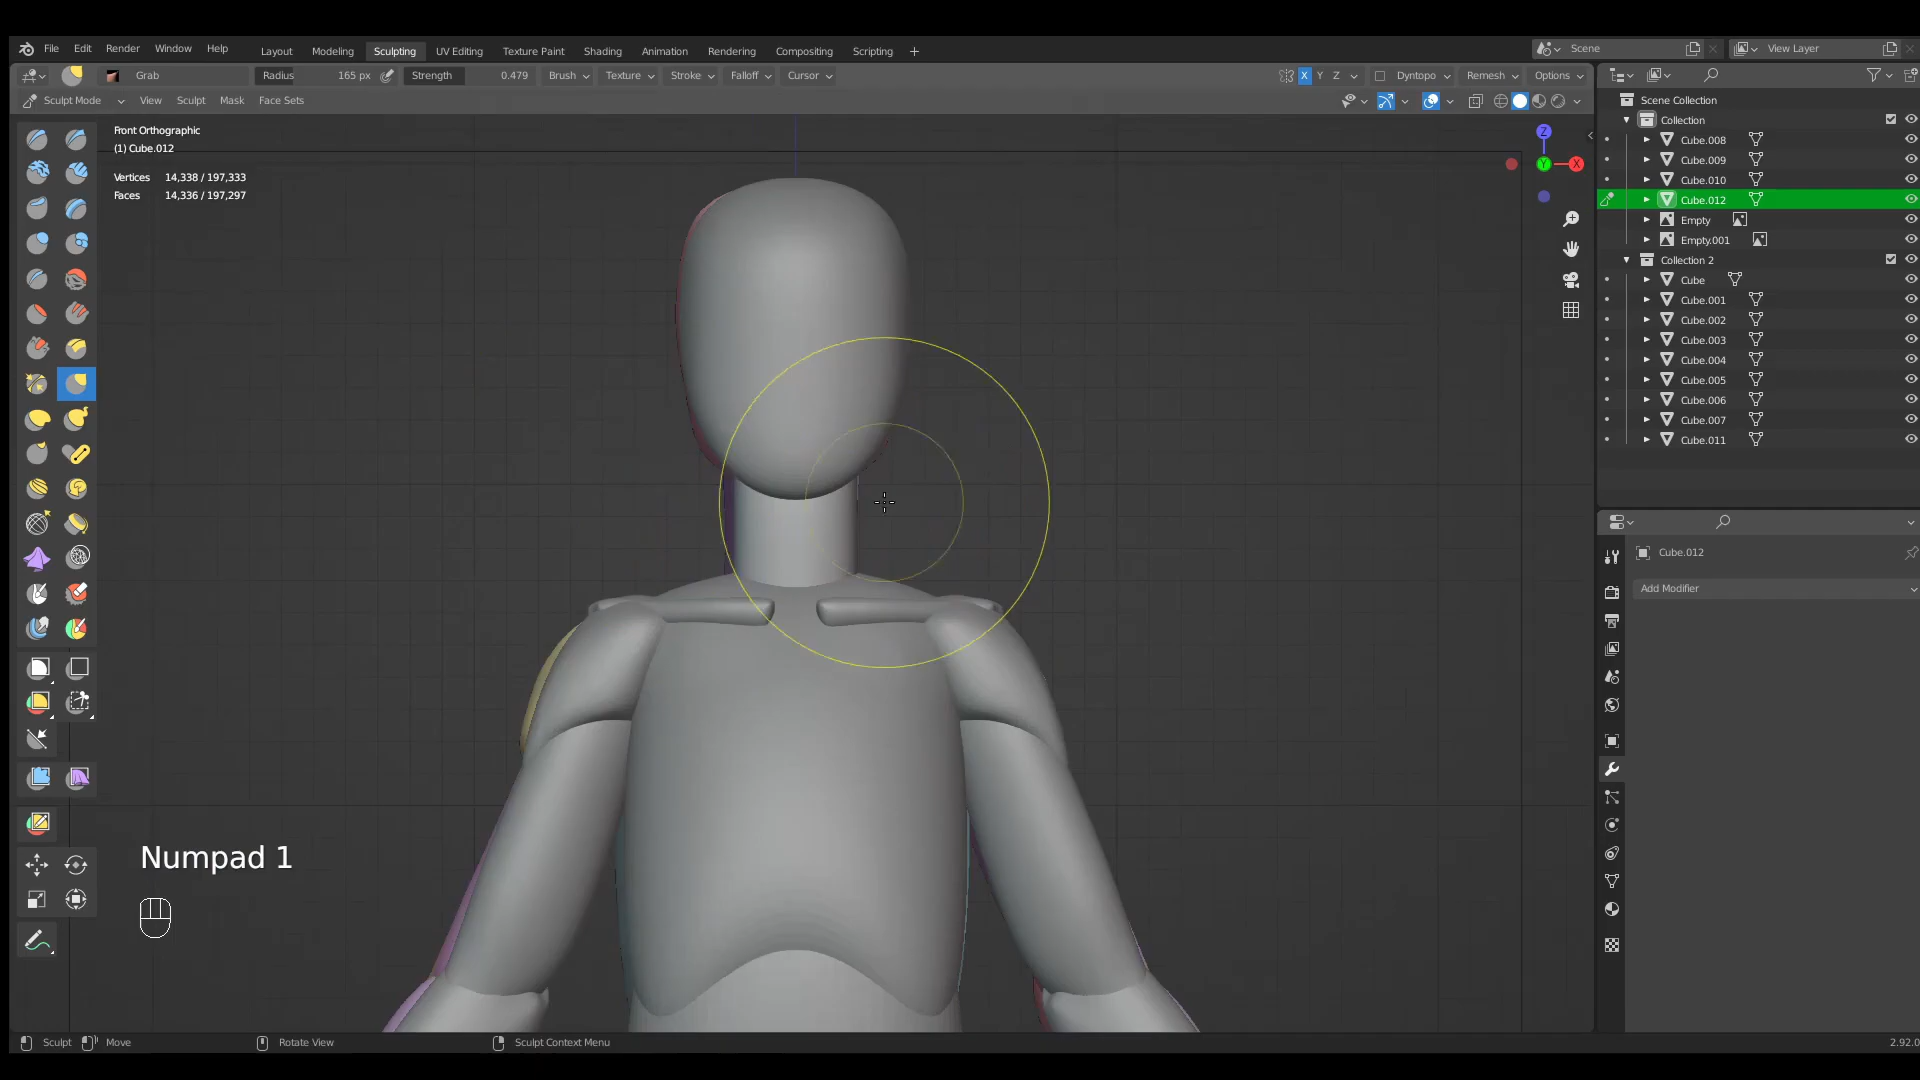 File Edit Render Window Help Layout Modeling Sculpting UV Editing Texture Paint Shading Animation Rendering Compositing Scripting + Scene View Layer
Grab Radius 165 px Strength 0.479 Brush Texture Stroke Falloff Cursor X Y Z Dyntopo Remesh Options
Sculpt Mode View Sculpt Mask Face Sets
Scene Collection
Collection
Cube.008
Cube.009
Cube.010
Cube.012
Empty
Empty.001
Collection 2
Cube
Cube.001
Cube.002
Cube.003
Cube.004
Cube.005
Cube.006
Cube.007
Cube.011
Front Orthographic
(1) Cube.012
Vertices 14,338 / 197,333
Faces 14,336 / 197,297
Z
Y X
Cube.012
Add Modifier
Numpad 1
Sculpt Move Rotate View Sculpt Context Menu 2.92.0